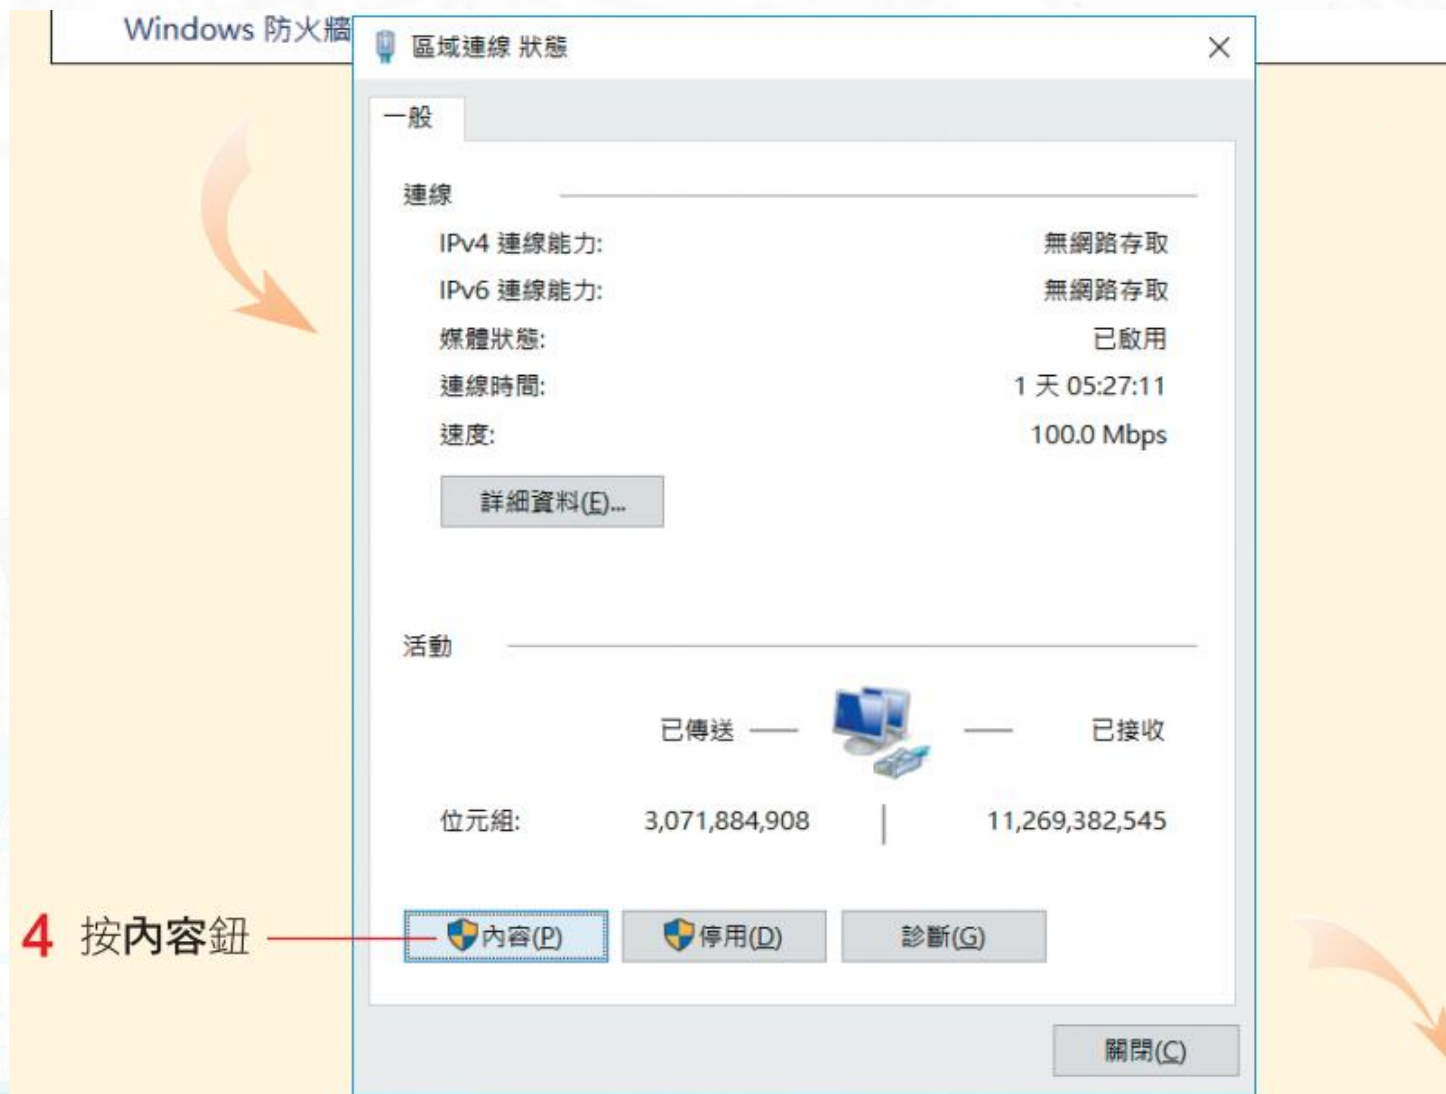 Windows 防火牆
區域連線 狀態
一般
連線
IPv4 連線能力: 無網路存取
IPv6 連線能力: 無網路存取
媒體狀態: 已啟用
連線時間: 1 天 05:27:11
速度: 100.0 Mbps
詳細資料(E)...
活動
已傳送 已接收
位元組: 3,071,884,908 11,269,382,545
4 按內容鈕
內容(P) 停用(D) 診斷(G)
關閉(C)